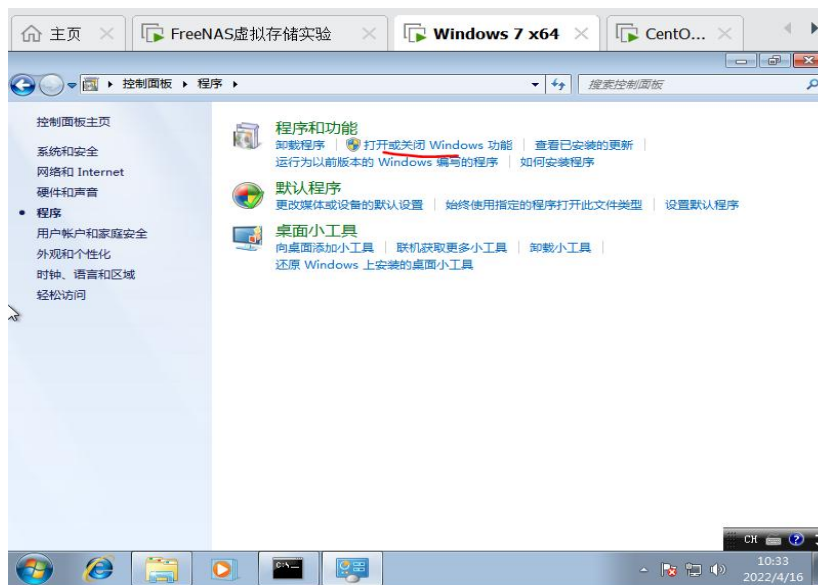 主页
FreeNAS虚拟存储实验
Windows 7 x64
CentO...
控制面板
程序
搜索控制面板
控制面板主页
系统和安全
网络和 Internet
硬件和声音
程序
用户帐户和家庭安全
外观和个性化
时钟、语言和区域
轻松访问
程序和功能
卸载程序
打开或关闭 Windows 功能
查看已安装的更新
运行为以前版本的 Windows 编写的程序
如何安装程序
默认程序
更改媒体或设备的默认设置
始终使用指定的程序打开此文件类型
设置默认程序
桌面小工具
向桌面添加小工具
联机获取更多小工具
卸载小工具
还原 Windows 上安装的桌面小工具
CH
10:33
2022/4/16